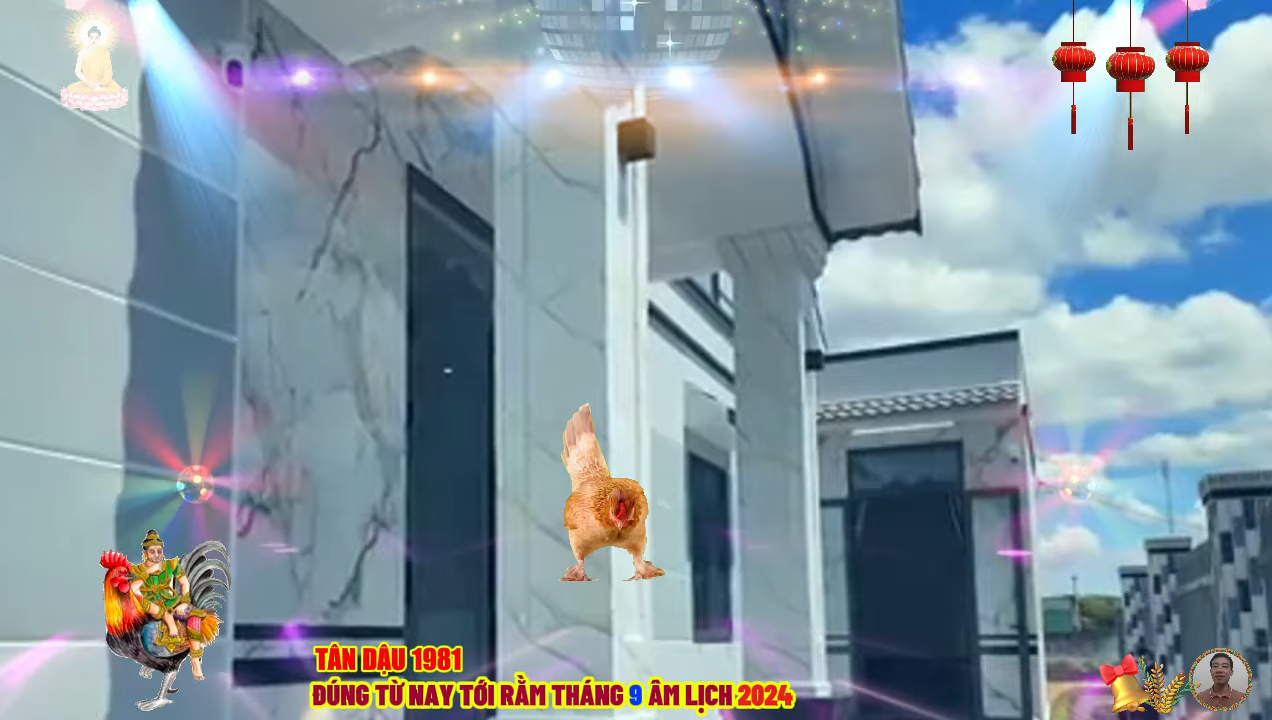 TÂN DẬU 1981
ĐÚNG TỪ NAY TỚI RẰM THÁNG 9 ÂM LỊCH 2024